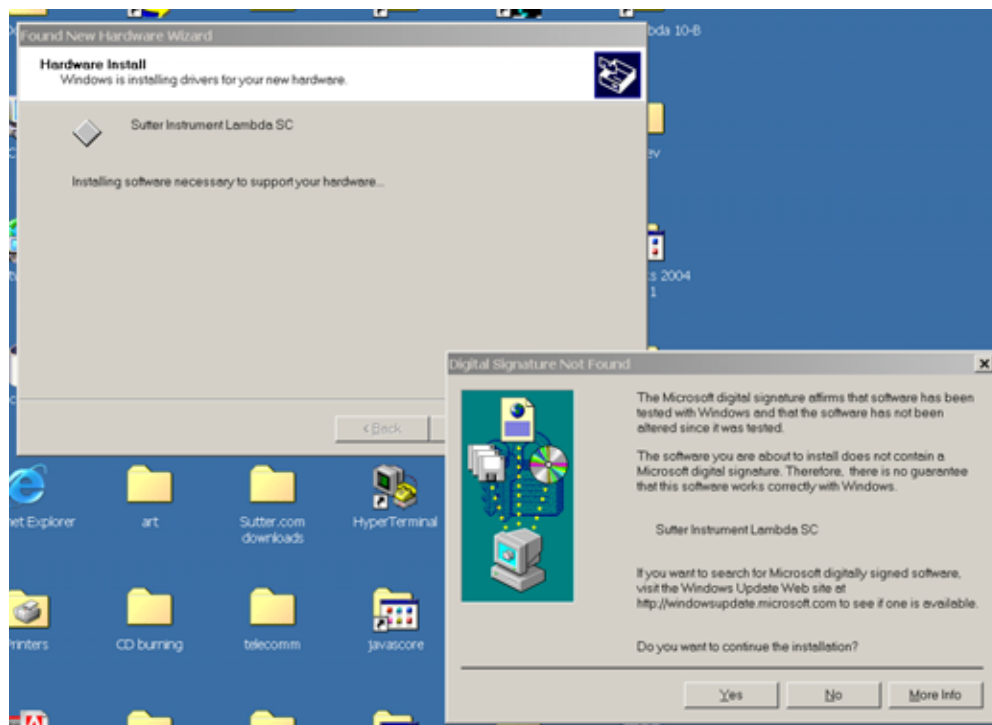 Found New Hardware Wizard
bda 10-B
Hardware Install
Windows is installing drivers for your new hardware.
Sutter Instrument Lambda SC
ev
Installing software necessary to support your hardware...
s 2004
1
< Back
Digital Signature Not Found
The Microsoft digital signature affirms that software has been
tested with Windows and that the software has not been
altered since it was tested.
The software you are about to install does not contain a
Microsoft digital signature. Therefore, there is no guarantee
that this software works correctly with Windows.
Sutter Instrument Lambda SC
If you want to search for Microsoft digitally signed software,
visit the Windows Update Web site at
http://windowsupdate.microsoft.com to see if one is available.
Do you want to continue the installation?
Yes No More Info
net Explorer art Sutter.com HyperTerminal
downloads
rinters CD burning telecomm javascore